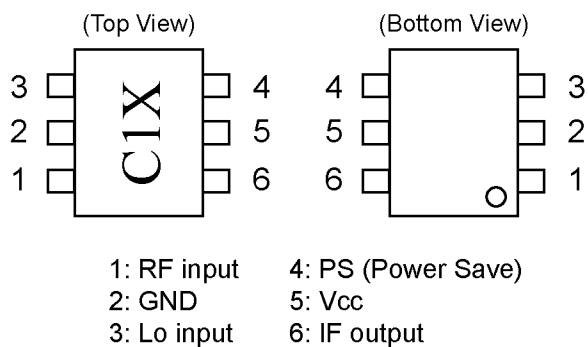 (Top View) (Bottom View)
3 4 4 3
2 C1X 5 5 2
1 6 6 1
1: RF input 4: PS (Power Save)
2: GND 5: Vcc
3: Lo input 6: IF output